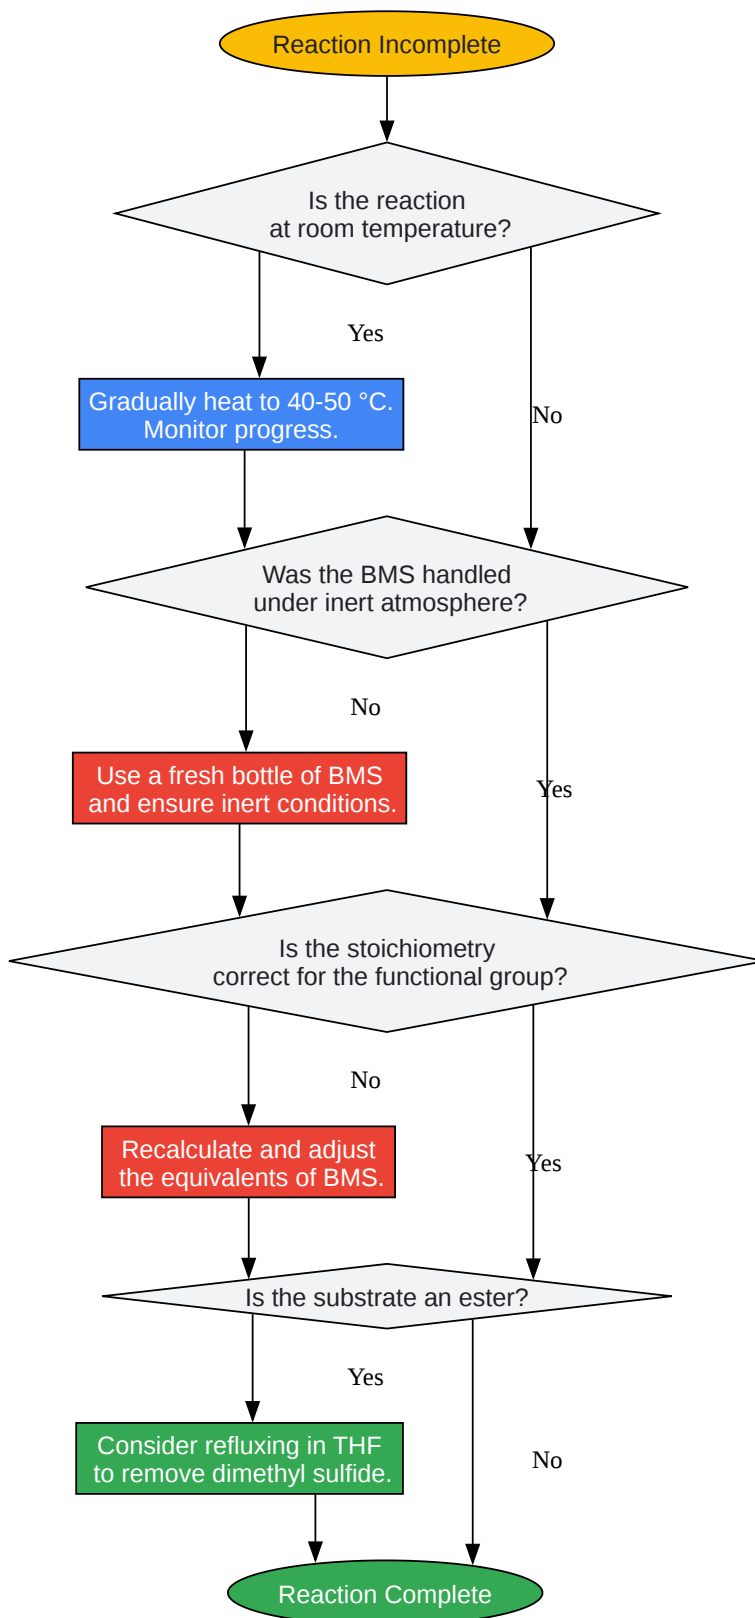 Reaction Incomplete
Is the reaction
at room temperature?
Yes
Gradually heat to 40-50 °C.
Monitor progress.
No
Was the BMS handled
under inert atmosphere?
No
Use a fresh bottle of BMS
and ensure inert conditions.
Yes
Is the stoichiometry
correct for the functional group?
No
Recalculate and adjust
the equivalents of BMS.
Yes
Is the substrate an ester?
Yes
Consider refluxing in THF
to remove dimethyl sulfide.
No
Reaction Complete